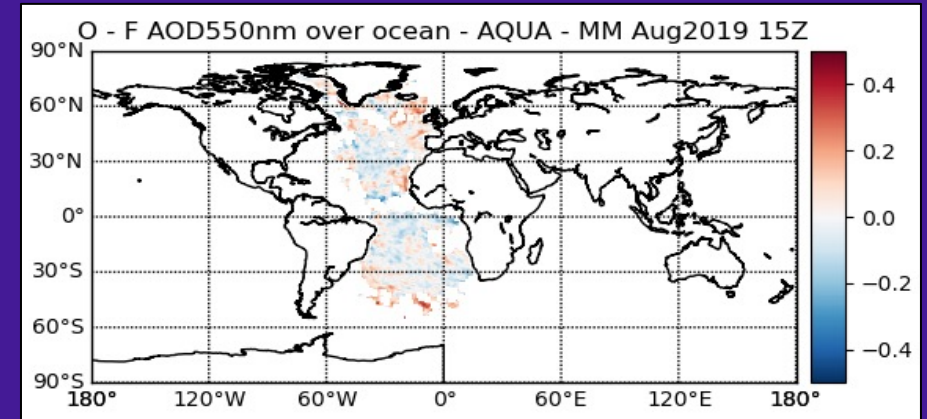 O - F AOD550nm over ocean - AQUA - MM Aug2019 15Z
90°N
60°N
30°N
0°
30°S
60°S
90°S
180° 120°W 60°W 0° 60°E 120°E 180°
0.4
0.2
0.0
−0.2
−0.4